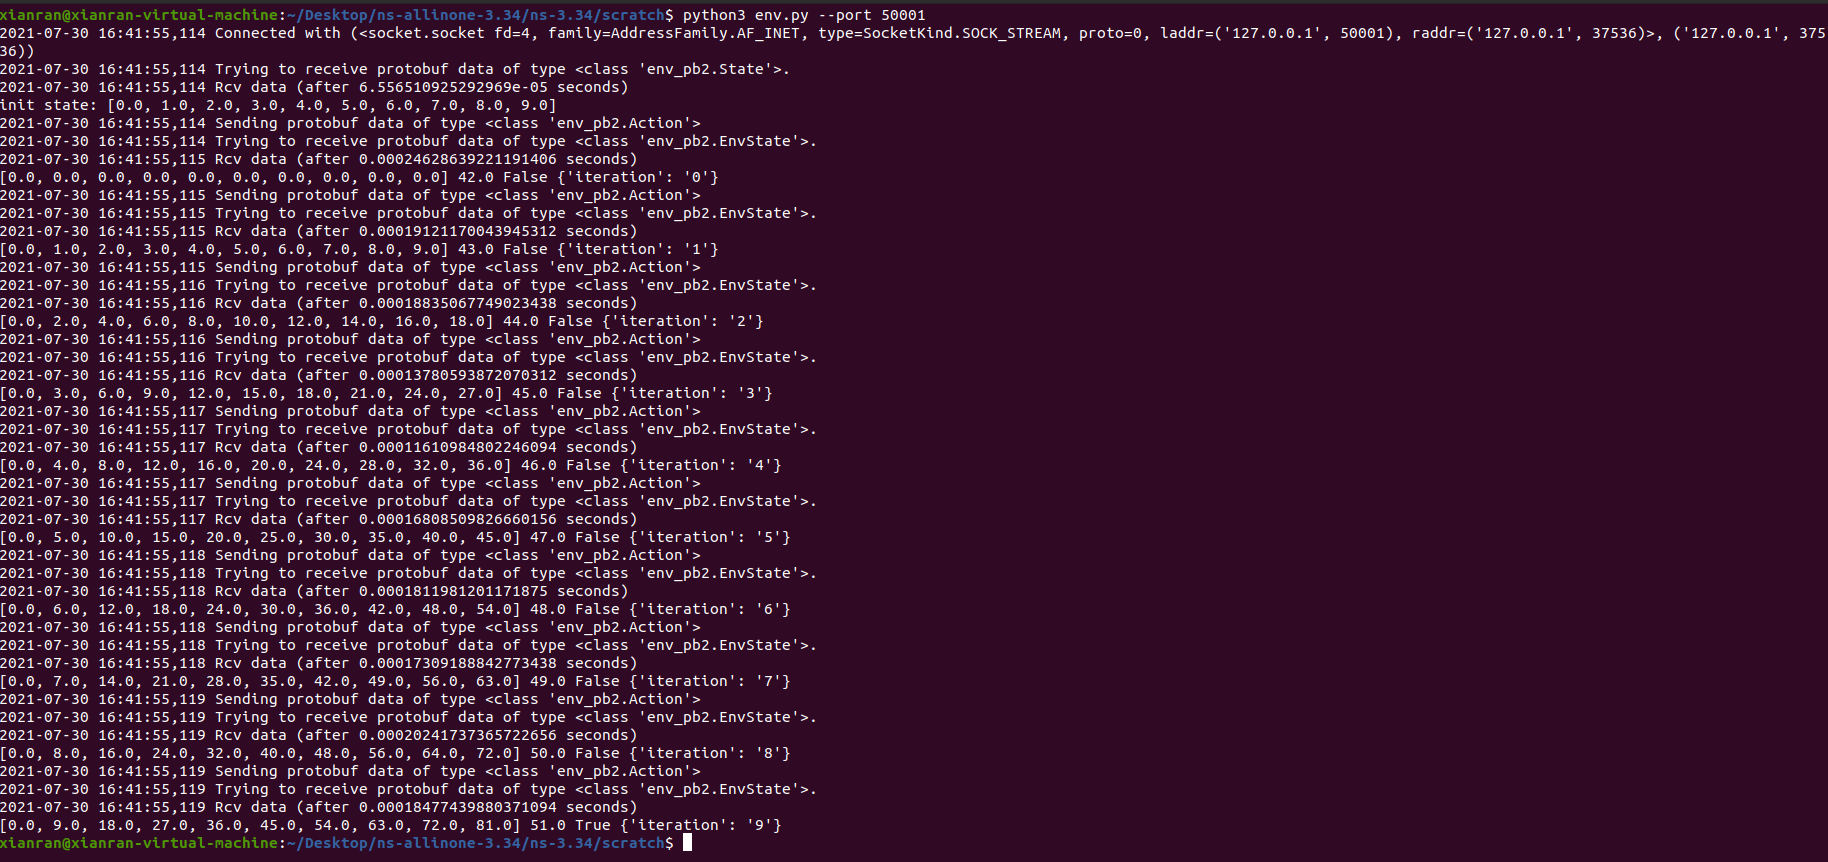 xianran@xianran-virtual-machine:~/Desktop/ns-allinone-3.34/ns-3.34/scratch$ python3 env.py --port 50001
2021-07-30 16:41:55,114 Connected with (<socket.socket fd=4, family=AddressFamily.AF_INET, type=SocketKind.SOCK_STREAM, proto=0, laddr=('127.0.0.1', 50001), raddr=('127.0.0.1', 37536)>, ('127.0.0.1', 375
36))
2021-07-30 16:41:55,114 Trying to receive protobuf data of type <class 'env_pb2.State'>.
2021-07-30 16:41:55,114 Rcv data (after 6.556510925292969e-05 seconds)
init state: [0.0, 1.0, 2.0, 3.0, 4.0, 5.0, 6.0, 7.0, 8.0, 9.0]
2021-07-30 16:41:55,114 Sending protobuf data of type <class 'env_pb2.Action'>
2021-07-30 16:41:55,114 Trying to receive protobuf data of type <class 'env_pb2.EnvState'>.
2021-07-30 16:41:55,115 Rcv data (after 0.00024628639221191406 seconds)
[0.0, 0.0, 0.0, 0.0, 0.0, 0.0, 0.0, 0.0, 0.0, 0.0] 42.0 False {'iteration': '0'}
2021-07-30 16:41:55,115 Sending protobuf data of type <class 'env_pb2.Action'>
2021-07-30 16:41:55,115 Trying to receive protobuf data of type <class 'env_pb2.EnvState'>.
2021-07-30 16:41:55,115 Rcv data (after 0.00019121170043945312 seconds)
[0.0, 1.0, 2.0, 3.0, 4.0, 5.0, 6.0, 7.0, 8.0, 9.0] 43.0 False {'iteration': '1'}
2021-07-30 16:41:55,115 Sending protobuf data of type <class 'env_pb2.Action'>
2021-07-30 16:41:55,116 Trying to receive protobuf data of type <class 'env_pb2.EnvState'>.
2021-07-30 16:41:55,116 Rcv data (after 0.00018835067749023438 seconds)
[0.0, 2.0, 4.0, 6.0, 8.0, 10.0, 12.0, 14.0, 16.0, 18.0] 44.0 False {'iteration': '2'}
2021-07-30 16:41:55,116 Sending protobuf data of type <class 'env_pb2.Action'>
2021-07-30 16:41:55,116 Trying to receive protobuf data of type <class 'env_pb2.EnvState'>.
2021-07-30 16:41:55,116 Rcv data (after 0.00013780593872070312 seconds)
[0.0, 3.0, 6.0, 9.0, 12.0, 15.0, 18.0, 21.0, 24.0, 27.0] 45.0 False {'iteration': '3'}
2021-07-30 16:41:55,117 Sending protobuf data of type <class 'env_pb2.Action'>
2021-07-30 16:41:55,117 Trying to receive protobuf data of type <class 'env_pb2.EnvState'>.
2021-07-30 16:41:55,117 Rcv data (after 0.00011610984802246094 seconds)
[0.0, 4.0, 8.0, 12.0, 16.0, 20.0, 24.0, 28.0, 32.0, 36.0] 46.0 False {'iteration': '4'}
2021-07-30 16:41:55,117 Sending protobuf data of type <class 'env_pb2.Action'>
2021-07-30 16:41:55,117 Trying to receive protobuf data of type <class 'env_pb2.EnvState'>.
2021-07-30 16:41:55,117 Rcv data (after 0.00016808509826660156 seconds)
[0.0, 5.0, 10.0, 15.0, 20.0, 25.0, 30.0, 35.0, 40.0, 45.0] 47.0 False {'iteration': '5'}
2021-07-30 16:41:55,118 Sending protobuf data of type <class 'env_pb2.Action'>
2021-07-30 16:41:55,118 Trying to receive protobuf data of type <class 'env_pb2.EnvState'>.
2021-07-30 16:41:55,118 Rcv data (after 0.0001811981201171875 seconds)
[0.0, 6.0, 12.0, 18.0, 24.0, 30.0, 36.0, 42.0, 48.0, 54.0] 48.0 False {'iteration': '6'}
2021-07-30 16:41:55,118 Sending protobuf data of type <class 'env_pb2.Action'>
2021-07-30 16:41:55,118 Trying to receive protobuf data of type <class 'env_pb2.EnvState'>.
2021-07-30 16:41:55,118 Rcv data (after 0.00017309188842773438 seconds)
[0.0, 7.0, 14.0, 21.0, 28.0, 35.0, 42.0, 49.0, 56.0, 63.0] 49.0 False {'iteration': '7'}
2021-07-30 16:41:55,119 Sending protobuf data of type <class 'env_pb2.Action'>
2021-07-30 16:41:55,119 Trying to receive protobuf data of type <class 'env_pb2.EnvState'>.
2021-07-30 16:41:55,119 Rcv data (after 0.00020241737365722656 seconds)
[0.0, 8.0, 16.0, 24.0, 32.0, 40.0, 48.0, 56.0, 64.0, 72.0] 50.0 False {'iteration': '8'}
2021-07-30 16:41:55,119 Sending protobuf data of type <class 'env_pb2.Action'>
2021-07-30 16:41:55,119 Trying to receive protobuf data of type <class 'env_pb2.EnvState'>.
2021-07-30 16:41:55,119 Rcv data (after 0.00018477439880371094 seconds)
[0.0, 9.0, 18.0, 27.0, 36.0, 45.0, 54.0, 63.0, 72.0, 81.0] 51.0 True {'iteration': '9'}
xianran@xianran-virtual-machine:~/Desktop/ns-allinone-3.34/ns-3.34/scratch$